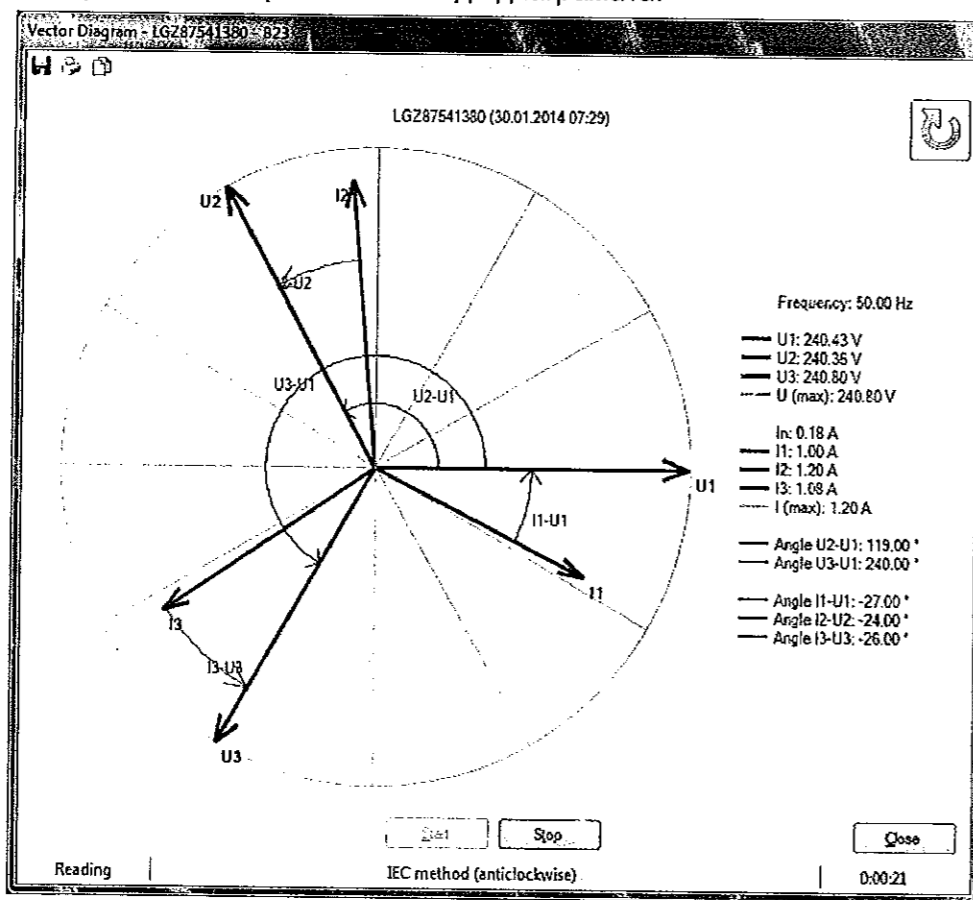 Vector Diagram - LGZ87541380 - B23
LGZ87541380 (30.01.2014 07:29)
U2
I2
-U2
U3-U1
U2-U1
U1
I1-U1
I1
I3
I3-U3
U3
Frequency: 50.00 Hz
U1: 240.43 V
U2: 240.36 V
U3: 240.80 V
U (max): 240.80 V
In: 0.18 A
I1: 1.00 A
I2: 1.20 A
I3: 1.08 A
I (max): 1.20 A
Angle U2-U1: 119.00 °
Angle U3-U1: 240.00 °
Angle I1-U1: -27.00 °
Angle I2-U2: -24.00 °
Angle I3-U3: -26.00 °
Start
Stop
Close
Reading
IEC method (anticlockwise)
0:00:21